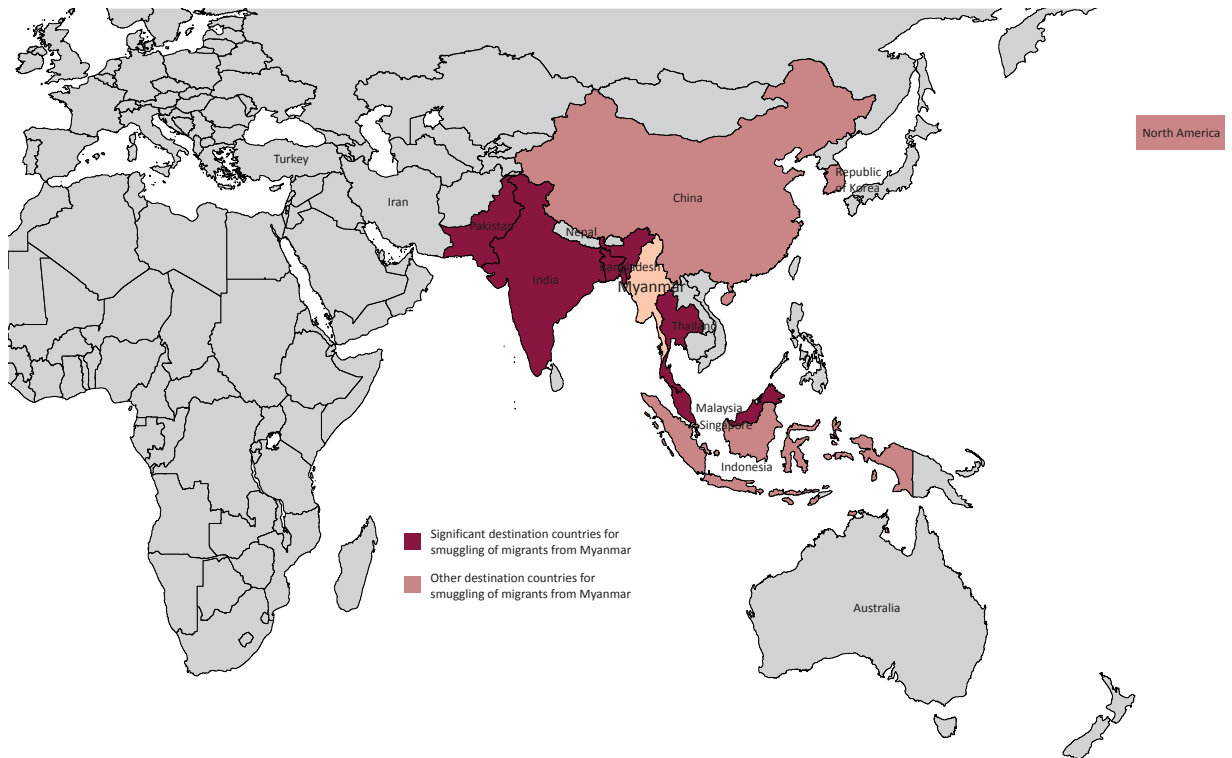 North America
Turkey
Republic
of Korea
China
Iran
Pakistan
Nepal
Bangladesh
India
Myanmar
Thailand
Malaysia
Singapore
Indonesia
Significant destination countries for
smuggling of migrants from Myanmar
Other destination countries for
smuggling of migrants from Myanmar
Australia